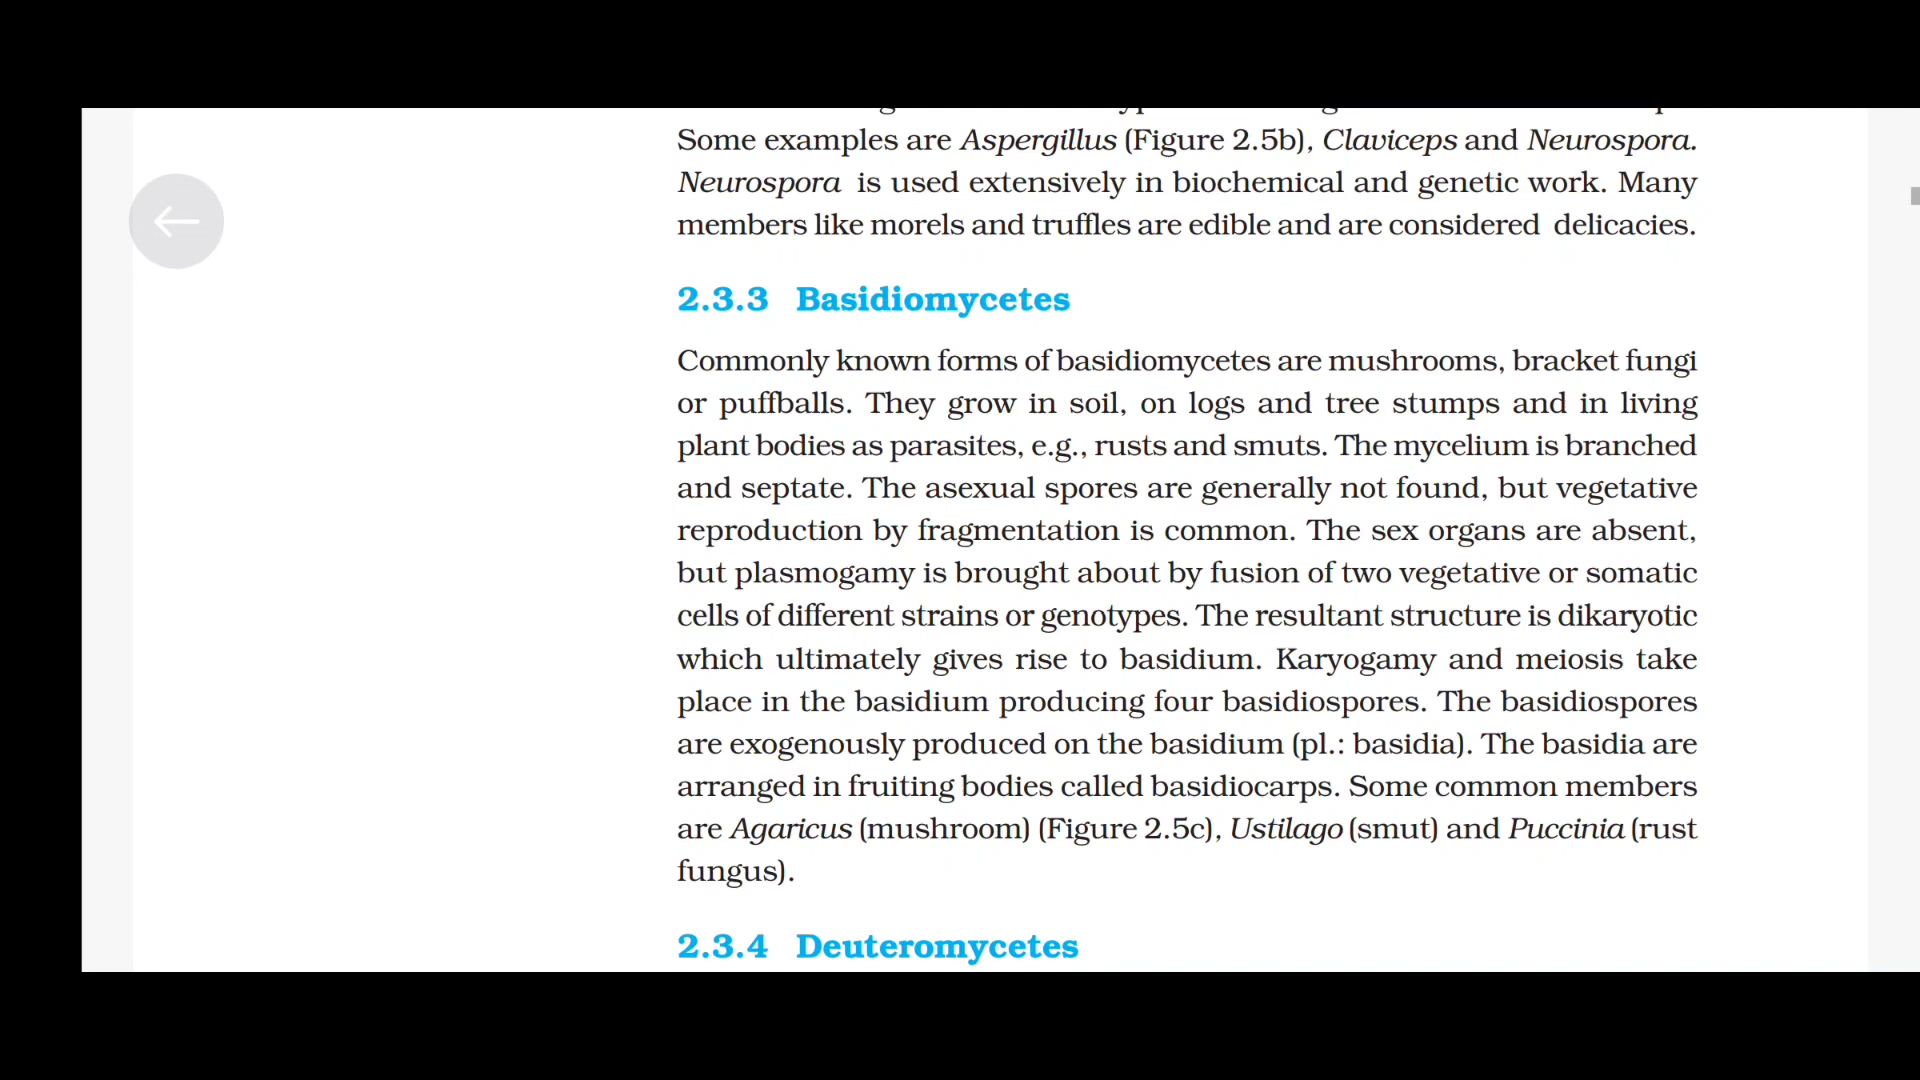 Some examples are Aspergillus (Figure 2.5b), Claviceps and Neurospora.
Neurospora is used extensively in biochemical and genetic work. Many
members like morels and truffles are edible and are considered delicacies.
2.3.3 Basidiomycetes
Commonly known forms of basidiomycetes are mushrooms, bracket fungi
or puffballs. They grow in soil, on logs and tree stumps and in living
plant bodies as parasites, e.g., rusts and smuts. The mycelium is branched
and septate. The asexual spores are generally not found, but vegetative
reproduction by fragmentation is common. The sex organs are absent,
but plasmogamy is brought about by fusion of two vegetative or somatic
cells of different strains or genotypes. The resultant structure is dikaryotic
which ultimately gives rise to basidium. Karyogamy and meiosis take
place in the basidium producing four basidiospores. The basidiospores
are exogenously produced on the basidium (pl.: basidia). The basidia are
arranged in fruiting bodies called basidiocarps. Some common members
are Agaricus (mushroom) (Figure 2.5c), Ustilago (smut) and Puccinia (rust
fungus).
2.3.4 Deuteromycetes